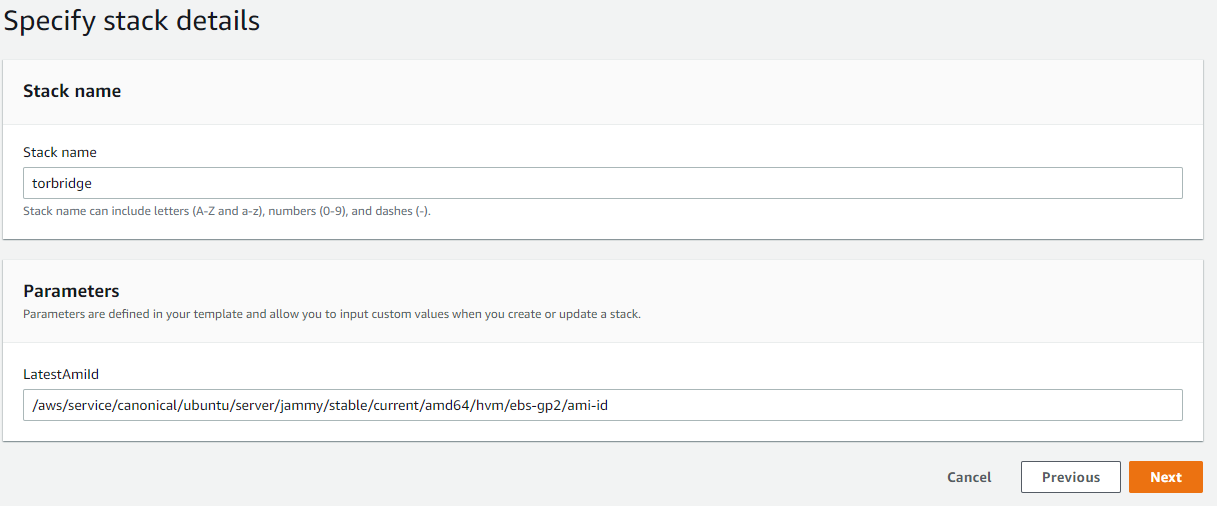 Specify stack details
Stack name
Stack name
torbridge
Stack name can include letters (A-Z and a-z), numbers (0-9), and dashes (-).
Parameters
Parameters are defined in your template and allow you to input custom values when you create or update a stack.
LatestAmiId
/aws/service/canonical/ubuntu/server/jammy/stable/current/amd64/hvm/ebs-gp2/ami-id
Cancel Previous Next